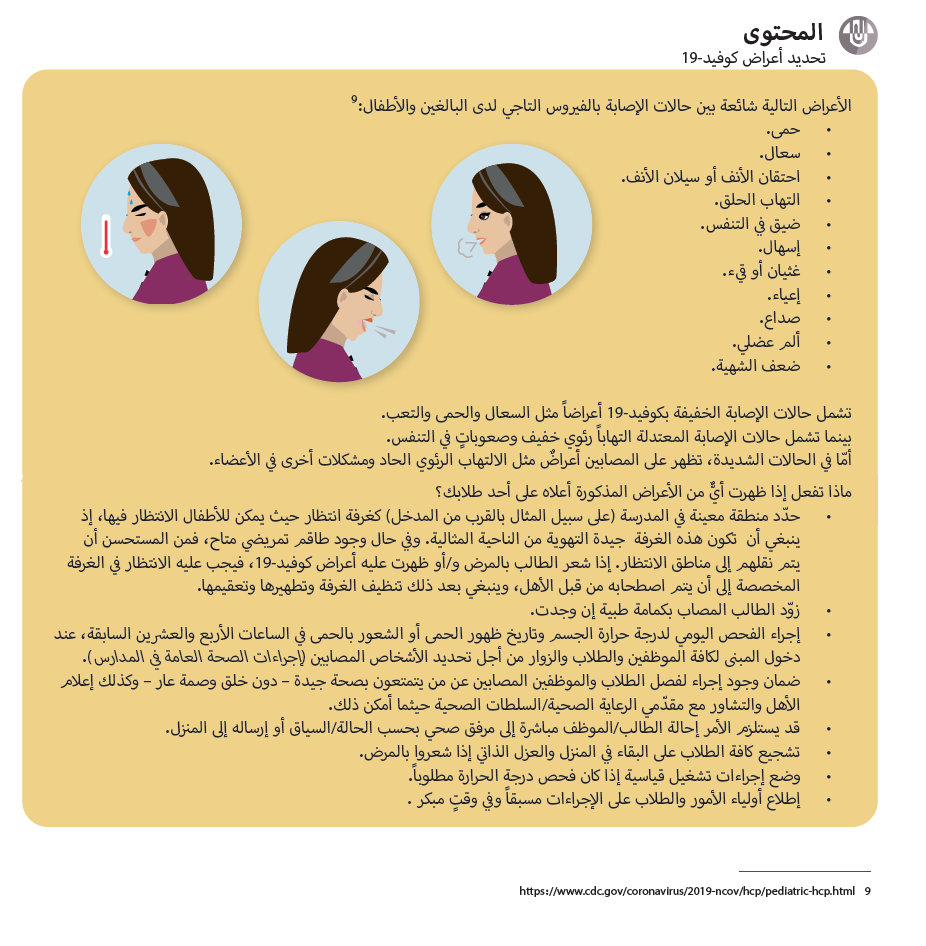 المحتوى
تحديد أعراض كوفيد-19
الأعراض التالية شائعة بين حالات الإصابة بالفيروس التاجي لدى البالغين والأطفال:9
• حمى.
• سعال.
• احتقان الأنف أو سيلان الأنف.
• التهاب الحلق.
• ضيق في التنفس.
• إسهال.
• غثيان أو قيء.
• إعياء.
• صداع.
• ألم عضلي.
• ضعف الشهية.
تشمل حالات الإصابة الخفيفة بكوفيد-19 أعراضاً مثل السعال والحمى والتعب.
بينما تشمل حالات الإصابة المعتدلة التهاباً رئوي خفيف وصعوباتٍ في التنفس.
أمّا في الحالات الشديدة، تظهر على المصابين أعراضٌ مثل الالتهاب الرئوي الحاد ومشكلات أخرى في الأعضاء.
ماذا تفعل إذا ظهرت أيٌّ من الأعراض المذكورة أعلاه على أحد طلابك؟
• حدّد منطقة معينة في المدرسة (على سبيل المثال بالقرب من المدخل) كغرفة انتظار حيث يمكن للأطفال الانتظار فيها، إذ
ينبغي أن تكون هذه الغرفة جيدة التهوية من الناحية المثالية. وفي حال وجود طاقم تمريضي متاح، فمن المستحسن أن
يتم نقلهم إلى مناطق الانتظار. إذا شعر الطالب بالمرض و/أو ظهرت عليه أعراض كوفيد-19، فيجب عليه الانتظار في الغرفة
المخصصة إلى أن يتم اصطحابه من قبل الأهل، وينبغي بعد ذلك تنظيف الغرفة وتطهيرها وتعقيمها.
• زوّد الطالب المصاب بكمامة طبية إن وجدت.
• إجراء الفحص اليومي لدرجة حرارة الجسم وتاريخ ظهور الحمى أو الشعور بالحمى في الساعات الأربع والعشرين السابقة، عند
دخول المبنى لكافة الموظفين والطلاب والزوار من أجل تحديد الأشخاص المصابين (إجراءات الصحة العامة في المدارس).
• ضمان وجود إجراء لفصل الطلاب والموظفين المصابين عن من يتمتعون بصحة جيدة – دون خلق وصمة عار – وكذلك إعلام
الأهل والتشاور مع مقدّمي الرعاية الصحية/السلطات الصحية حيثما أمكن ذلك.
• قد يستلزم الأمر إحالة الطالب/الموظف مباشرة إلى مرفق صحي بحسب الحالة/السياق أو إرساله إلى المنزل.
• تشجيع كافة الطلاب على البقاء في المنزل والعزل الذاتي إذا شعروا بالمرض.
• وضع إجراءات تشغيل قياسية إذا كان فحص درجة الحرارة مطلوباً.
• إطلاع أولياء الأمور والطلاب على الإجراءات مسبقاً وفي وقتٍ مبكر .
9 https://www.cdc.gov/coronavirus/2019-ncov/hcp/pediatric-hcp.html